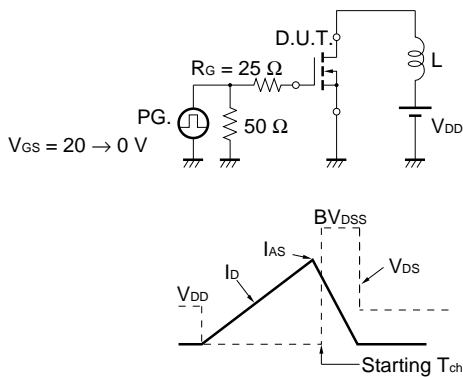 D.U.T.
RG = 25 Ω
L
PG.
50 Ω
VDD
VGS = 20 → 0 V
BVDSS
IAS
ID
VDS
VDD
Starting Tch